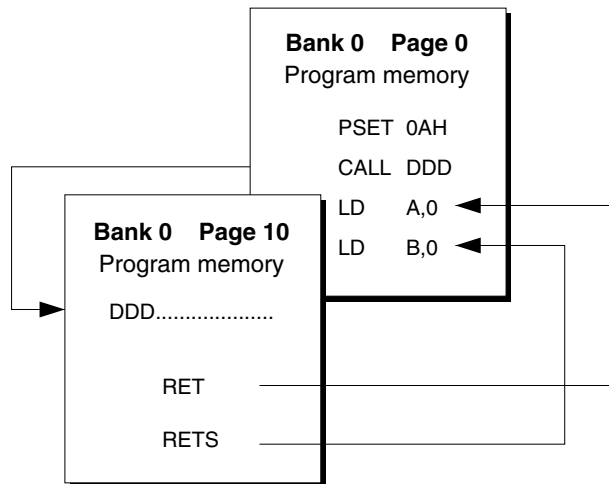 Bank 0 Page 0
Program memory
PSET 0AH
CALL DDD
LD A,0
LD B,0
Bank 0 Page 10
Program memory
DDD....................
RET
RETS